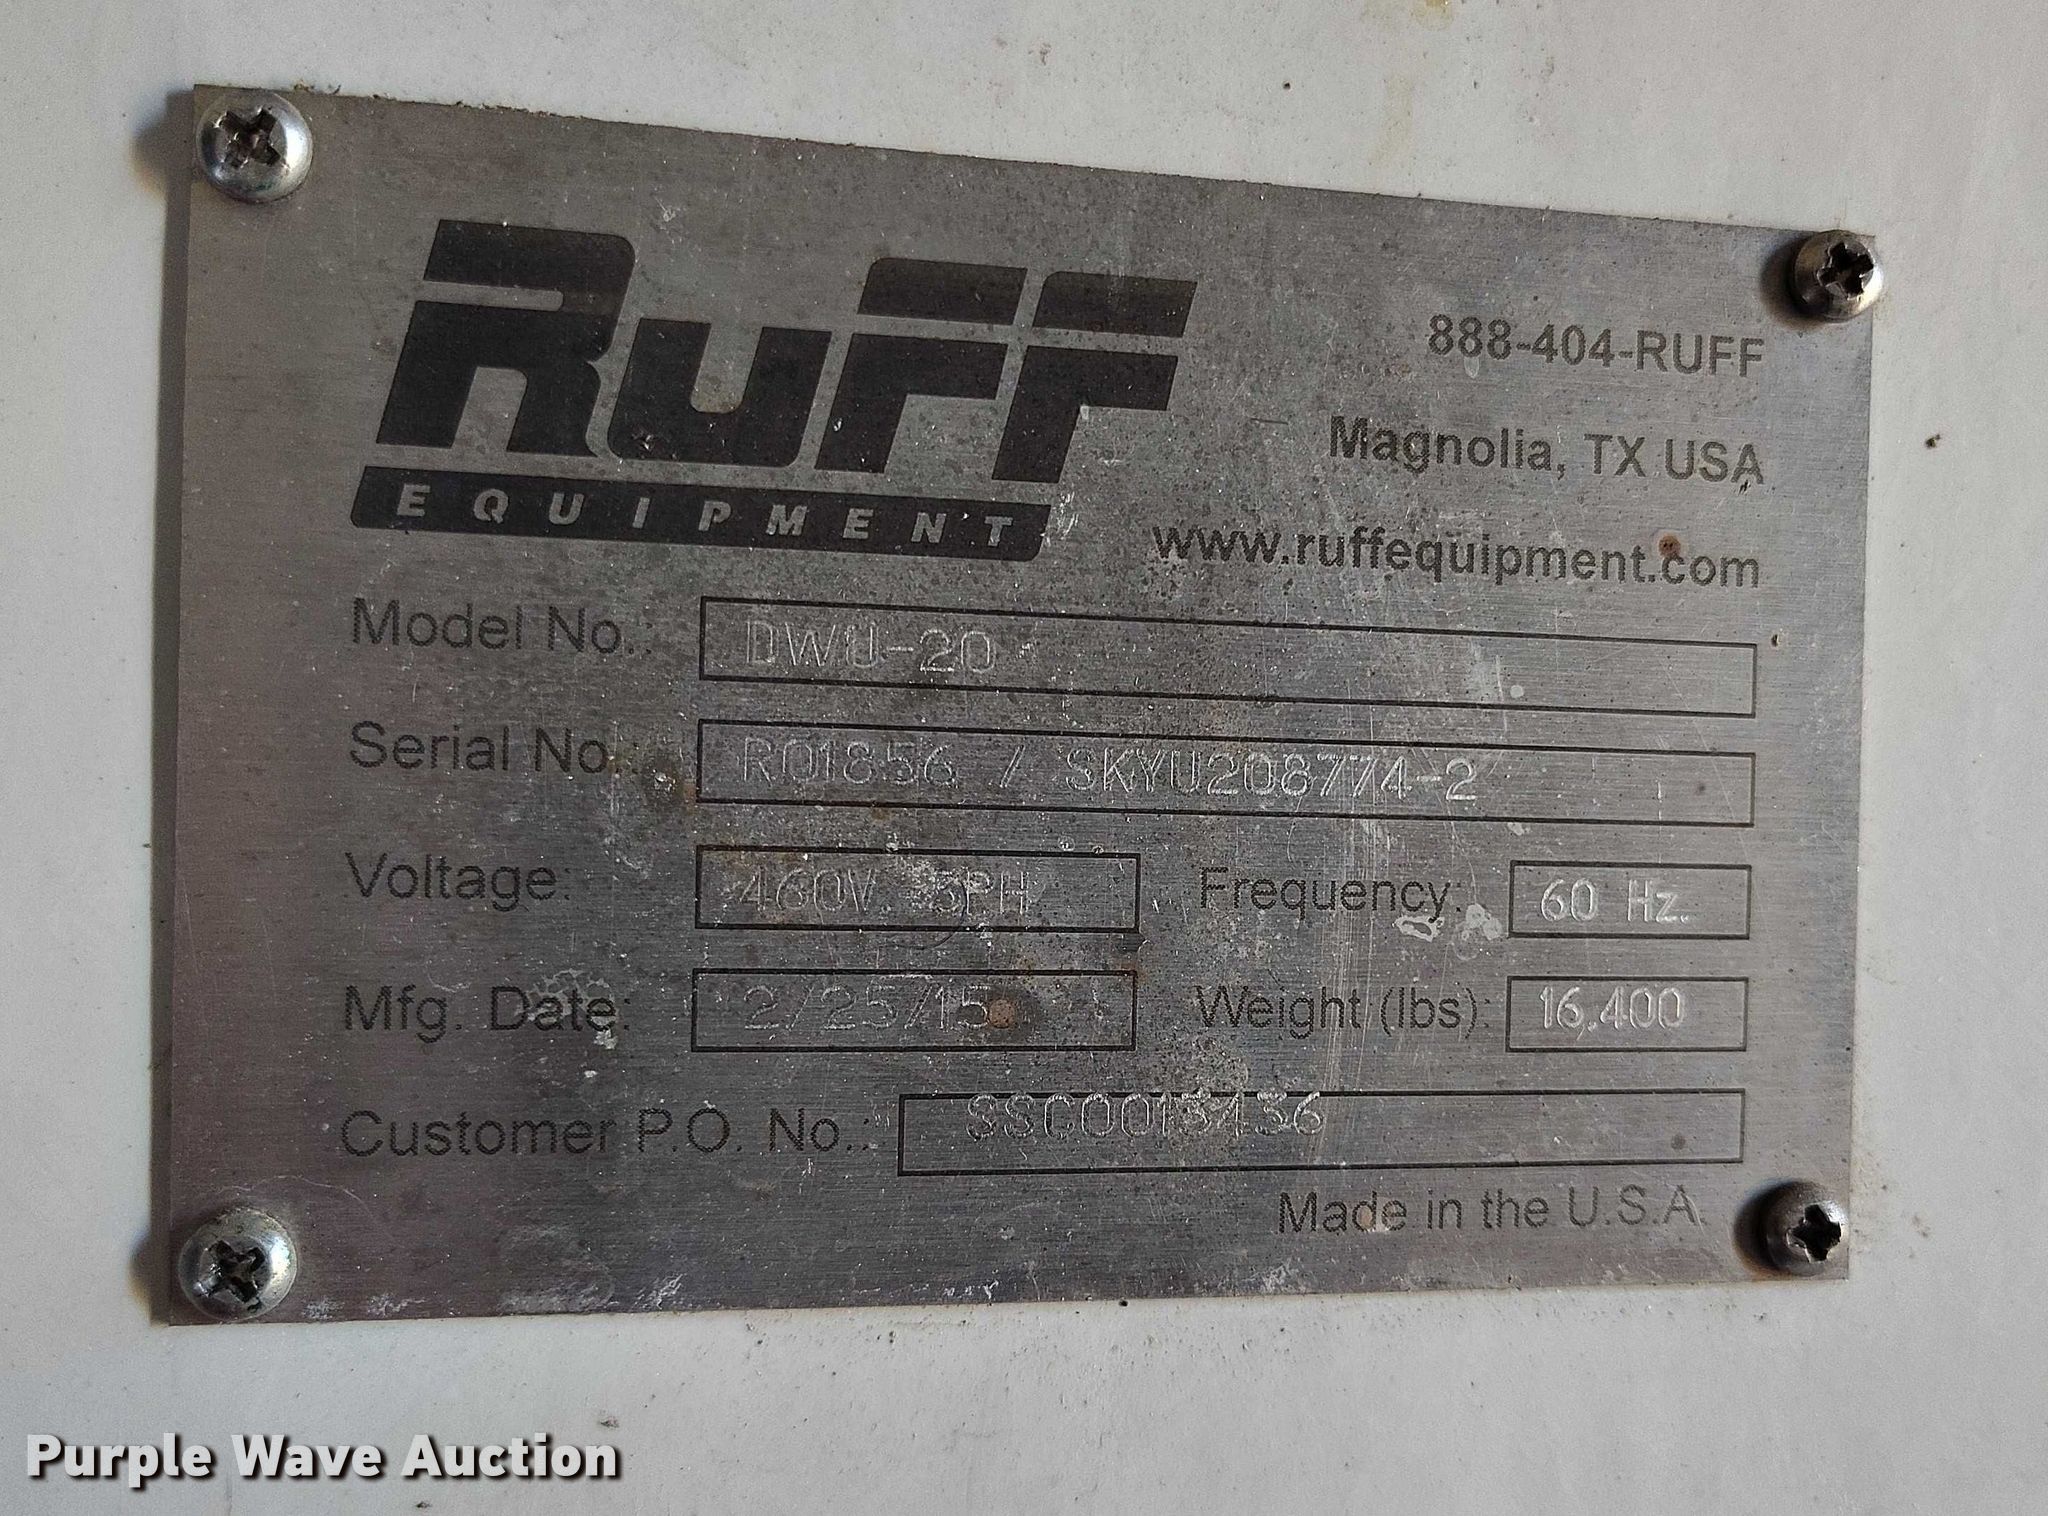 RUFF
EQUIPMENT
888-404-RUFF
Magnolia, TX USA
www.ruffequipment.com
Model No.: DWU-20
Serial No.: R01856 / SKYU208774-2
Voltage: 460V, 3PH Frequency: 60 Hz.
Mfg. Date: 2/25/15 Weight (lbs): 16,400
Customer P.O. No.: SSC0013436
Made in the U.S.A.
Purple Wave Auction